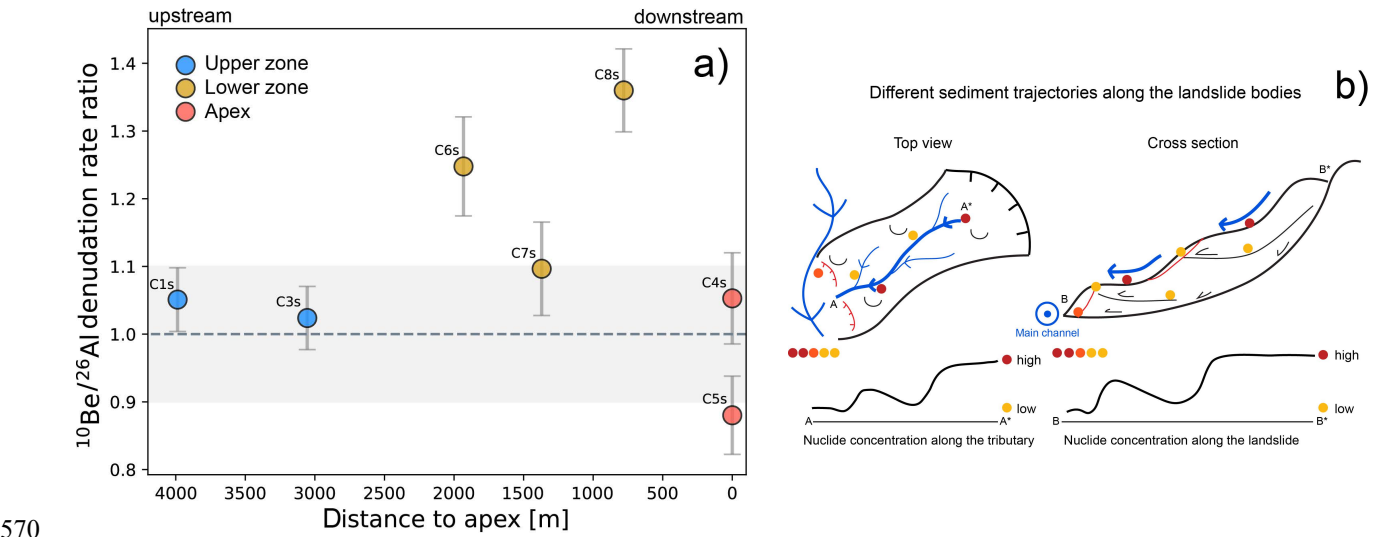 upstream
downstream
a)
Upper zone
Lower zone
Apex
1.4
1.3
1.2
1.1
1.0
0.9
0.8
10Be/26Al denudation rate ratio
C1s
C3s
C6s
C7s
C8s
C4s
C5s
4000
3500
3000
2500
2000
1500
1000
500
0
Distance to apex [m]
b)
Different sediment trajectories along the landslide bodies
Top view
Cross section
A*
A
B*
B
Main channel
high
low
A
A*
Nuclide concentration along the tributary
high
low
B
B*
Nuclide concentration along the landslide
570